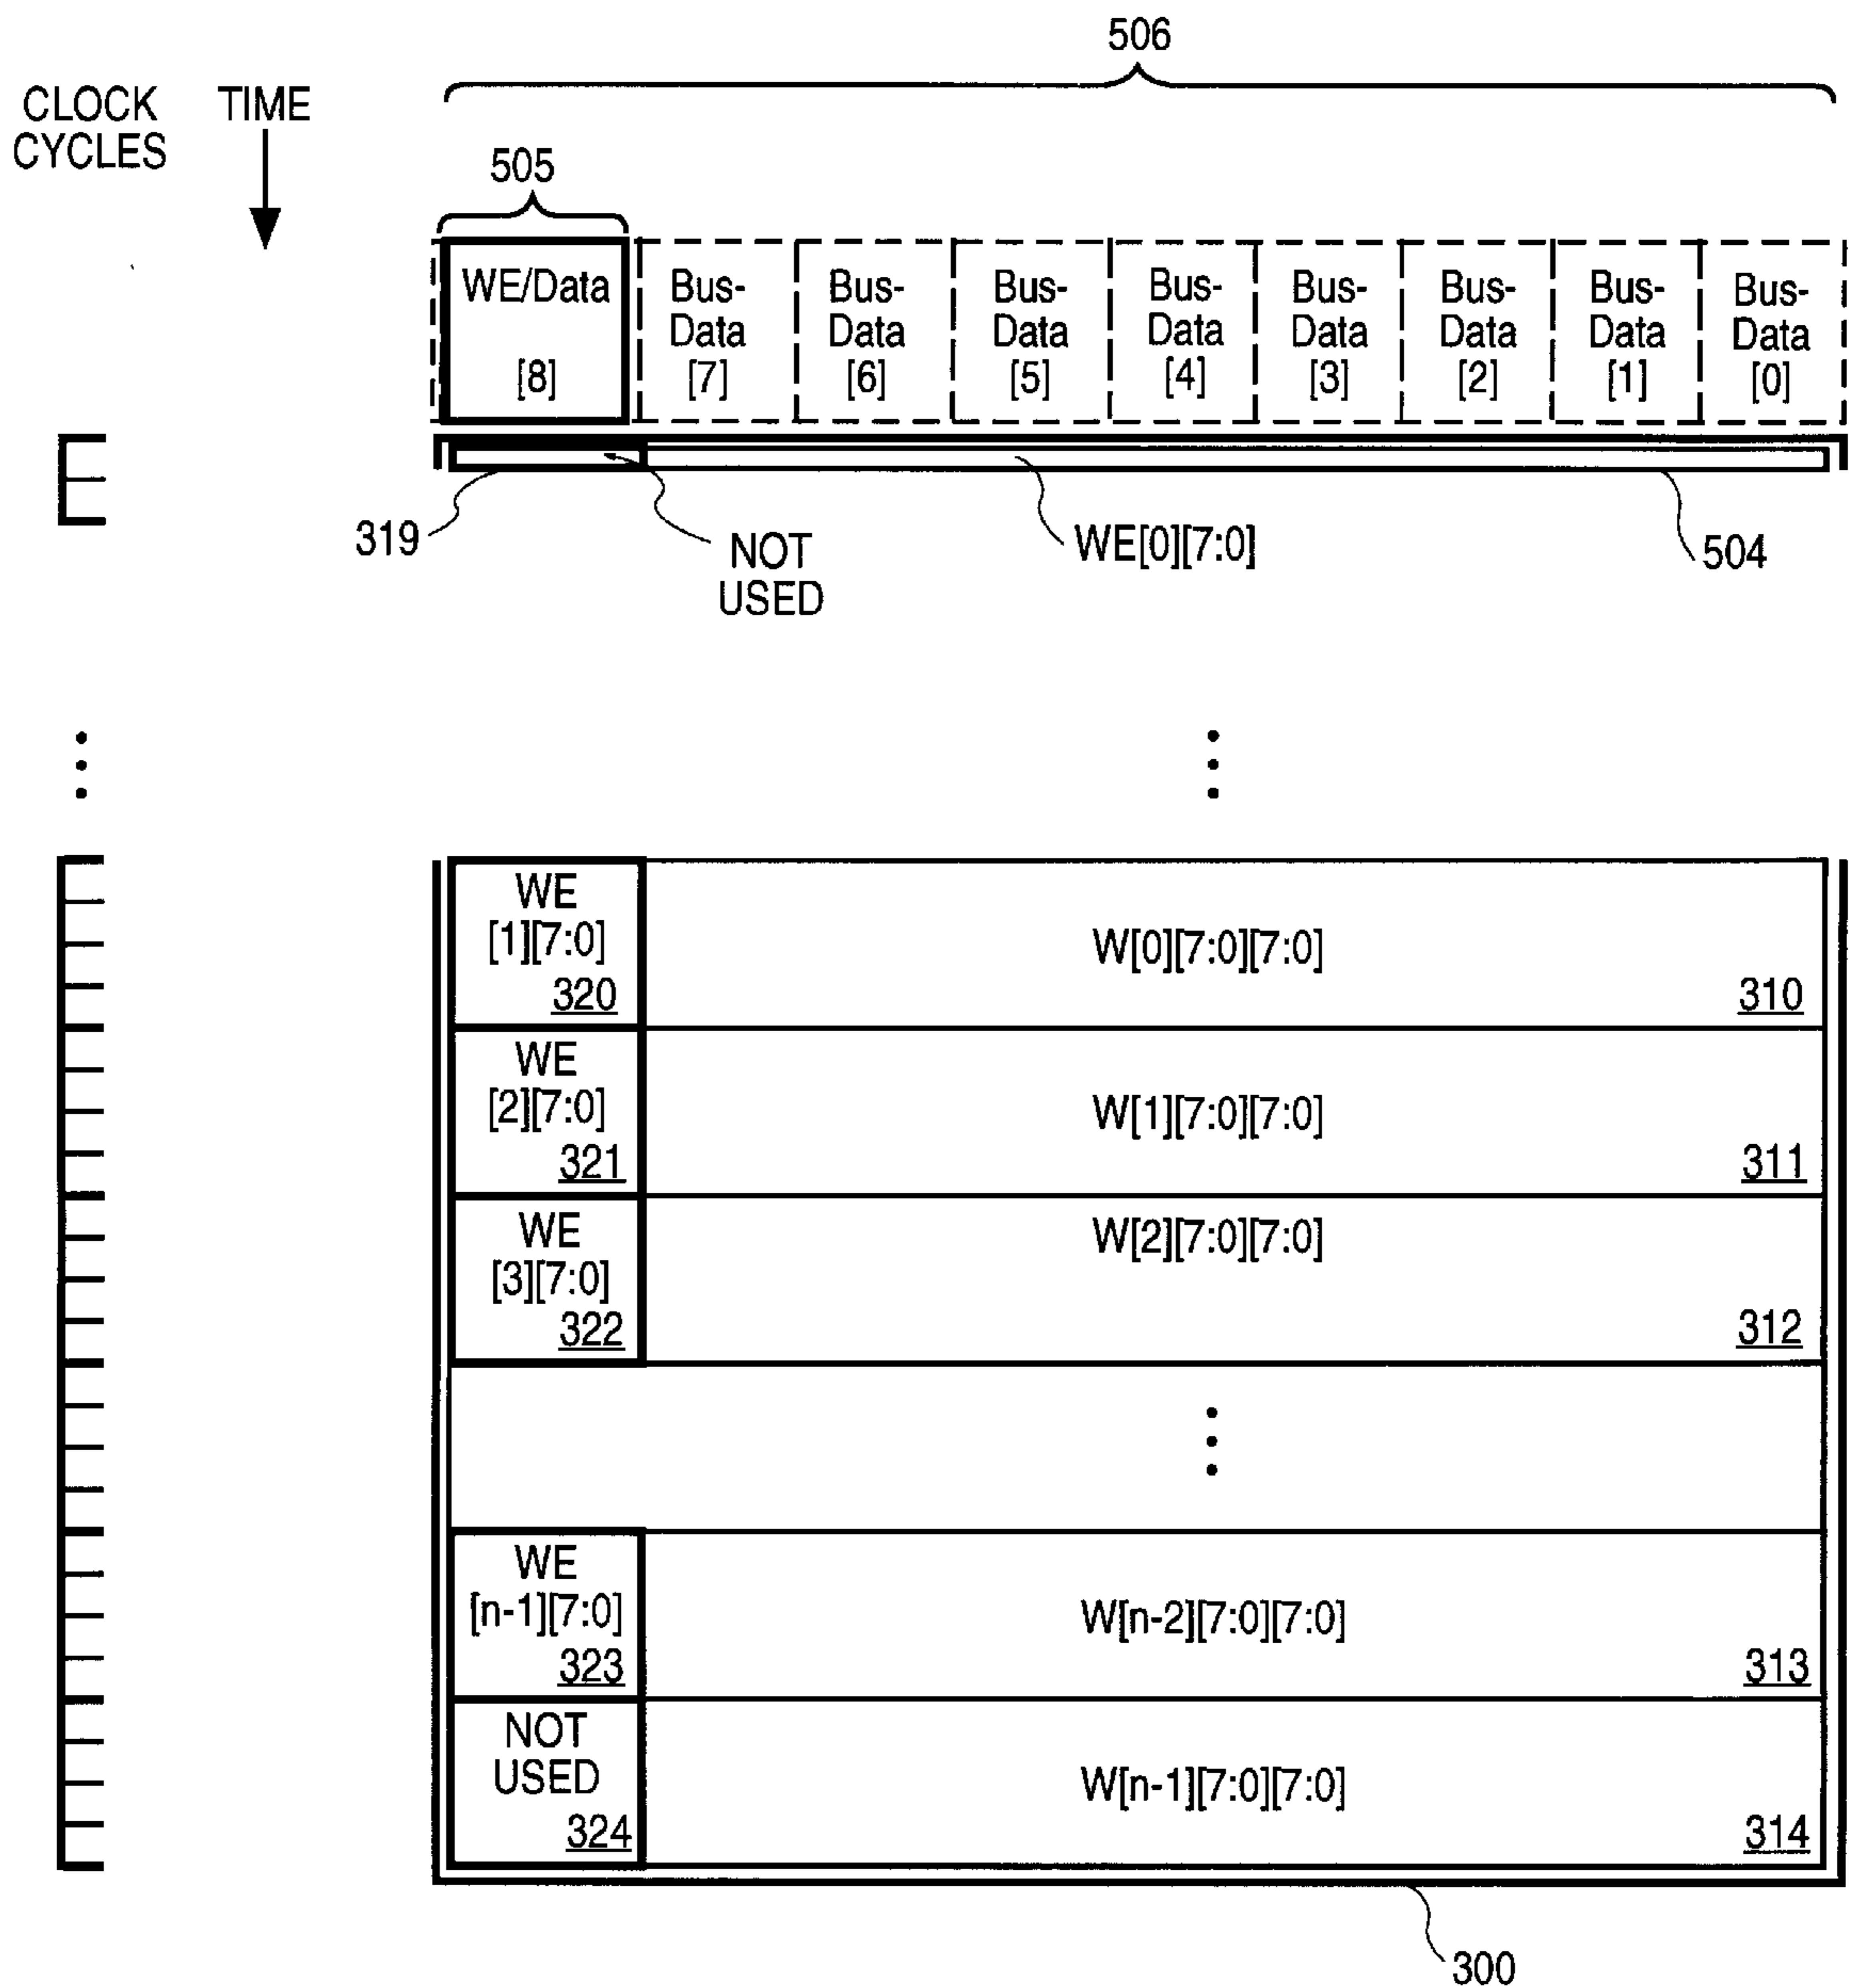 506
CLOCK
CYCLES
TIME
505
WE/Data
[8]
Bus-
Data
[7]
Bus-
Data
[6]
Bus-
Data
[5]
Bus-
Data
[4]
Bus-
Data
[3]
Bus-
Data
[2]
Bus-
Data
[1]
Bus-
Data
[0]
319
NOT
USED
WE[0][7:0]
504
WE
[1][7:0]
320
W[0][7:0][7:0]
310
WE
[2][7:0]
321
W[1][7:0][7:0]
311
WE
[3][7:0]
322
W[2][7:0][7:0]
312
WE
[n-1][7:0]
323
W[n-2][7:0][7:0]
313
NOT
USED
324
W[n-1][7:0][7:0]
314
300